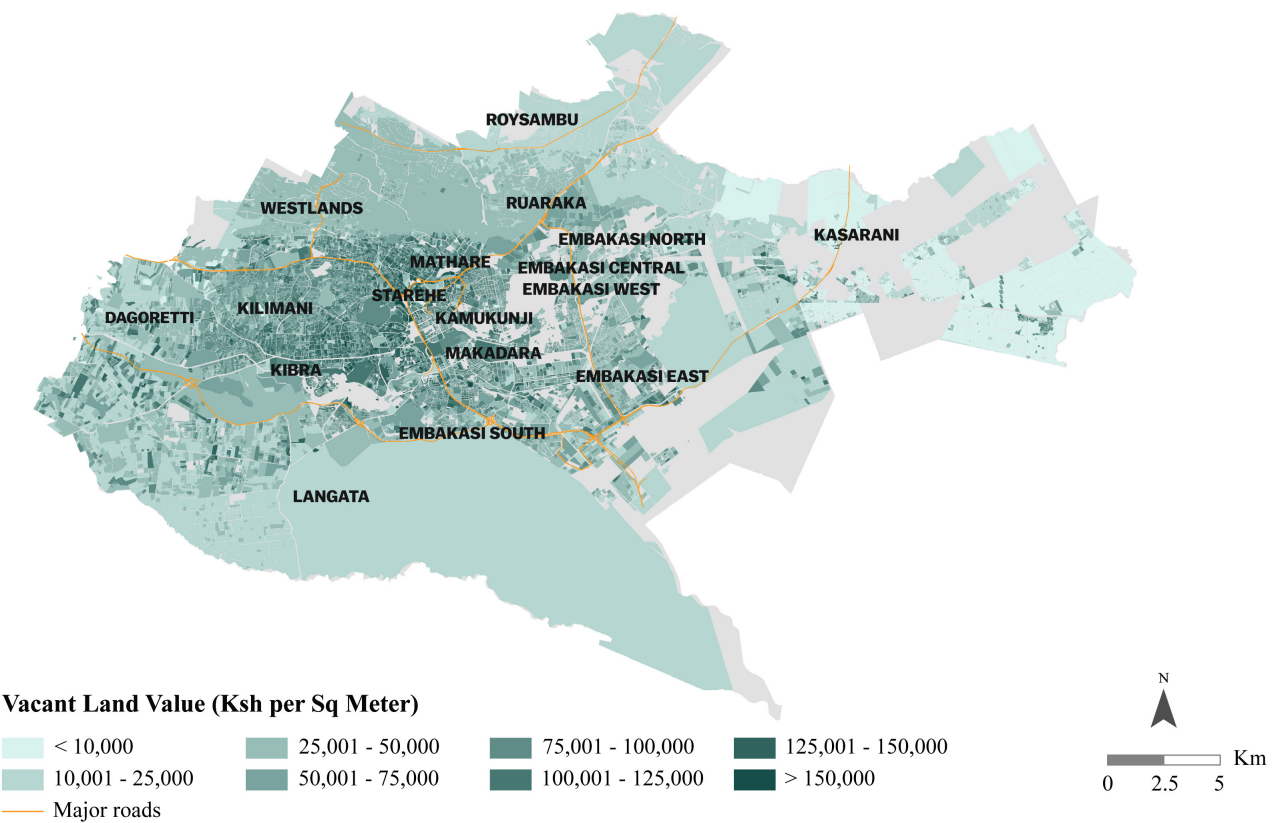 ROYSAMBU
WESTLANDS
RUARAKA
KASARANI
EMBAKASI NORTH
MATHARE
EMBAKASI CENTRAL
STAREHE
EMBAKASI WEST
KILIMANI
DAGORETTI
KAMUKUNJI
MAKADARA
KIBRA
EMBAKASI EAST
EMBAKASI SOUTH
LANGATA
Vacant Land Value (Ksh per Sq Meter)
< 10,000
25,001 - 50,000
75,001 - 100,000
125,001 - 150,000
10,001 - 25,000
50,001 - 75,000
100,001 - 125,000
> 150,000
Major roads
N
Km
0 2.5 5